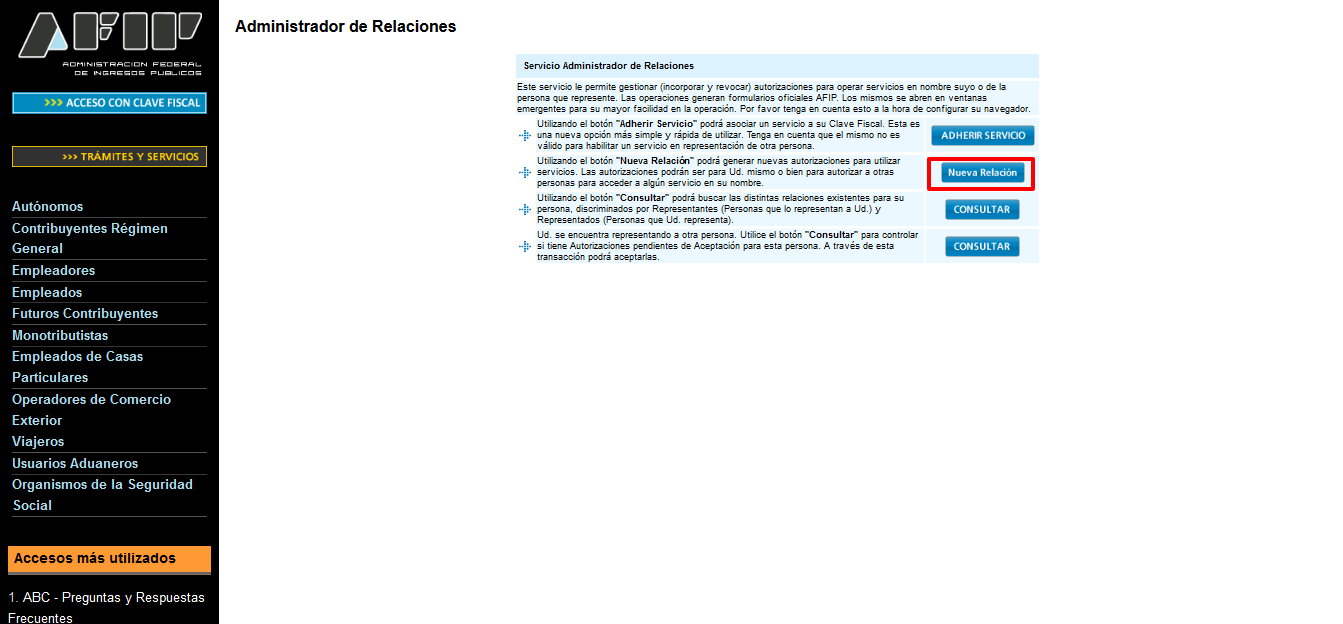 AFIP
ADMINISTRACION FEDERAL
DE INGRESOS PUBLICOS
>>> ACCESO CON CLAVE FISCAL
>>> TRÁMITES Y SERVICIOS
Autónomos
Contribuyentes Régimen
General
Empleadores
Empleados
Futuros Contribuyentes
Monotributistas
Empleados de Casas
Particulares
Operadores de Comercio
Exterior
Viajeros
Usuarios Aduaneros
Organismos de la Seguridad
Social
Accesos más utilizados
1. ABC - Preguntas y Respuestas
Frecuentes
Administrador de Relaciones
Servicio Administrador de Relaciones
Este servicio le permite gestionar (incorporar y revocar) autorizaciones para operar servicios en nombre suyo o de la
persona que represente. Las operaciones generan formularios oficiales AFIP. Los mismos se abren en ventanas
emergentes para su mayor facilidad en la operación. Por favor tenga en cuenta esto a la hora de configurar su navegador.
Utilizando el botón "Adherir Servicio" podrá asociar un servicio a su Clave Fiscal. Esta es
una nueva opción más simple y rápida de utilizar. Tenga en cuenta que el mismo no es
válido para habilitar un servicio en representación de otra persona.
ADHERIR SERVICIO
Utilizando el botón "Nueva Relación" podrá generar nuevas autorizaciones para utilizar
servicios. Las autorizaciones podrán ser para Ud. mismo o bien para autorizar a otras
personas para acceder a algún servicio en su nombre.
Nueva Relación
Utilizando el botón "Consultar" podrá buscar las distintas relaciones existentes para su
persona, discriminados por Representantes (Personas que lo representan a Ud.) y
Representados (Personas que Ud. representa).
CONSULTAR
Ud. se encuentra representando a otra persona. Utilice el botón "Consultar" para controlar
si tiene Autorizaciones pendientes de Aceptación para esta persona. A través de esta
transacción podrá aceptarlas.
CONSULTAR